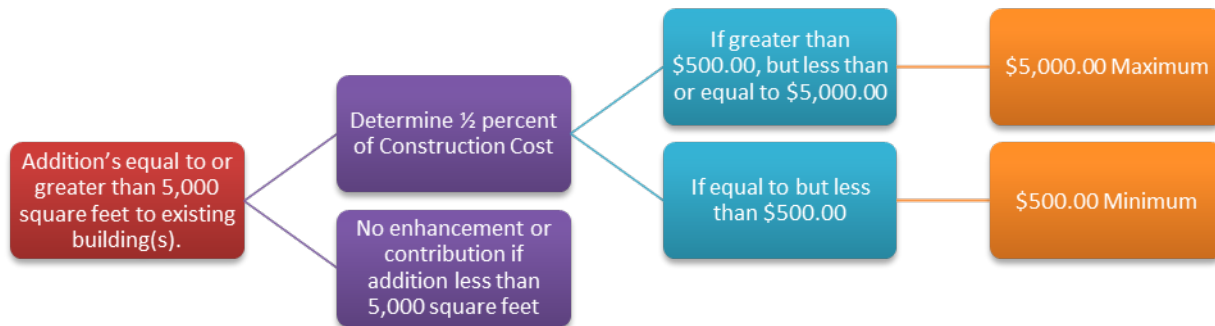 Addition's equal to or
greater than 5,000
square feet to existing
building(s).
Determine ½ percent
of Construction Cost
No enhancement or
contribution if
addition less than
5,000 square feet
If greater than
$500.00, but less than
or equal to $5,000.00
If equal to but less
than $500.00
$5,000.00 Maximum
$500.00 Minimum